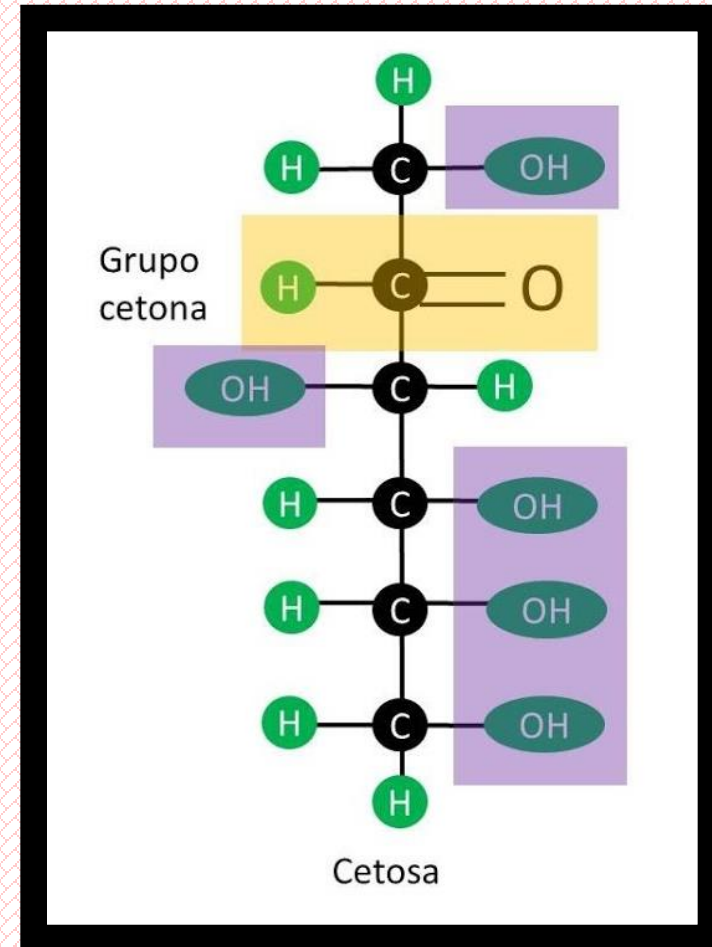 H
H C OH
Grupo
cetona
H C O
OH C H
H C OH
H C OH
H C OH
H
Cetosa